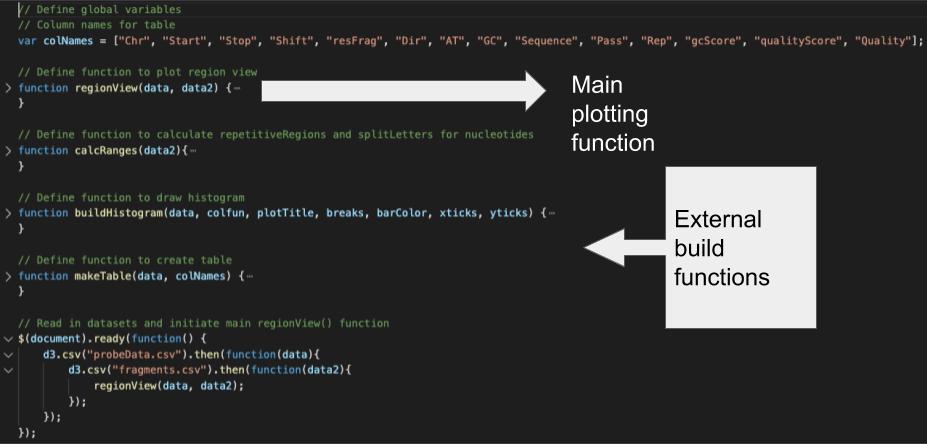 // Define global variables
// Column names for table
var colNames = ["Chr", "Start", "Stop", "Shift", "resFrag", "Dir", "AT", "GC", "Sequence", "Pass", "Rep", "gcScore", "qualityScore", "Quality"];
// Define function to plot region view
function regionView(data, data2) {…
}
Main
plotting
function
// Define function to calculate repetitiveRegions and splitLetters for nucleotides
function calcRanges(data2){…
}
// Define function to draw histogram
function buildHistogram(data, colfun, plotTitle, breaks, barColor, xticks, yticks) {…
}
External
build
functions
// Define function to create table
function makeTable(data, colNames) {…
}
// Read in datasets and initiate main regionView() function
$(document).ready(function() {
d3.csv("probeData.csv").then(function(data){
d3.csv("fragments.csv").then(function(data2){
regionView(data, data2);
});
});
});